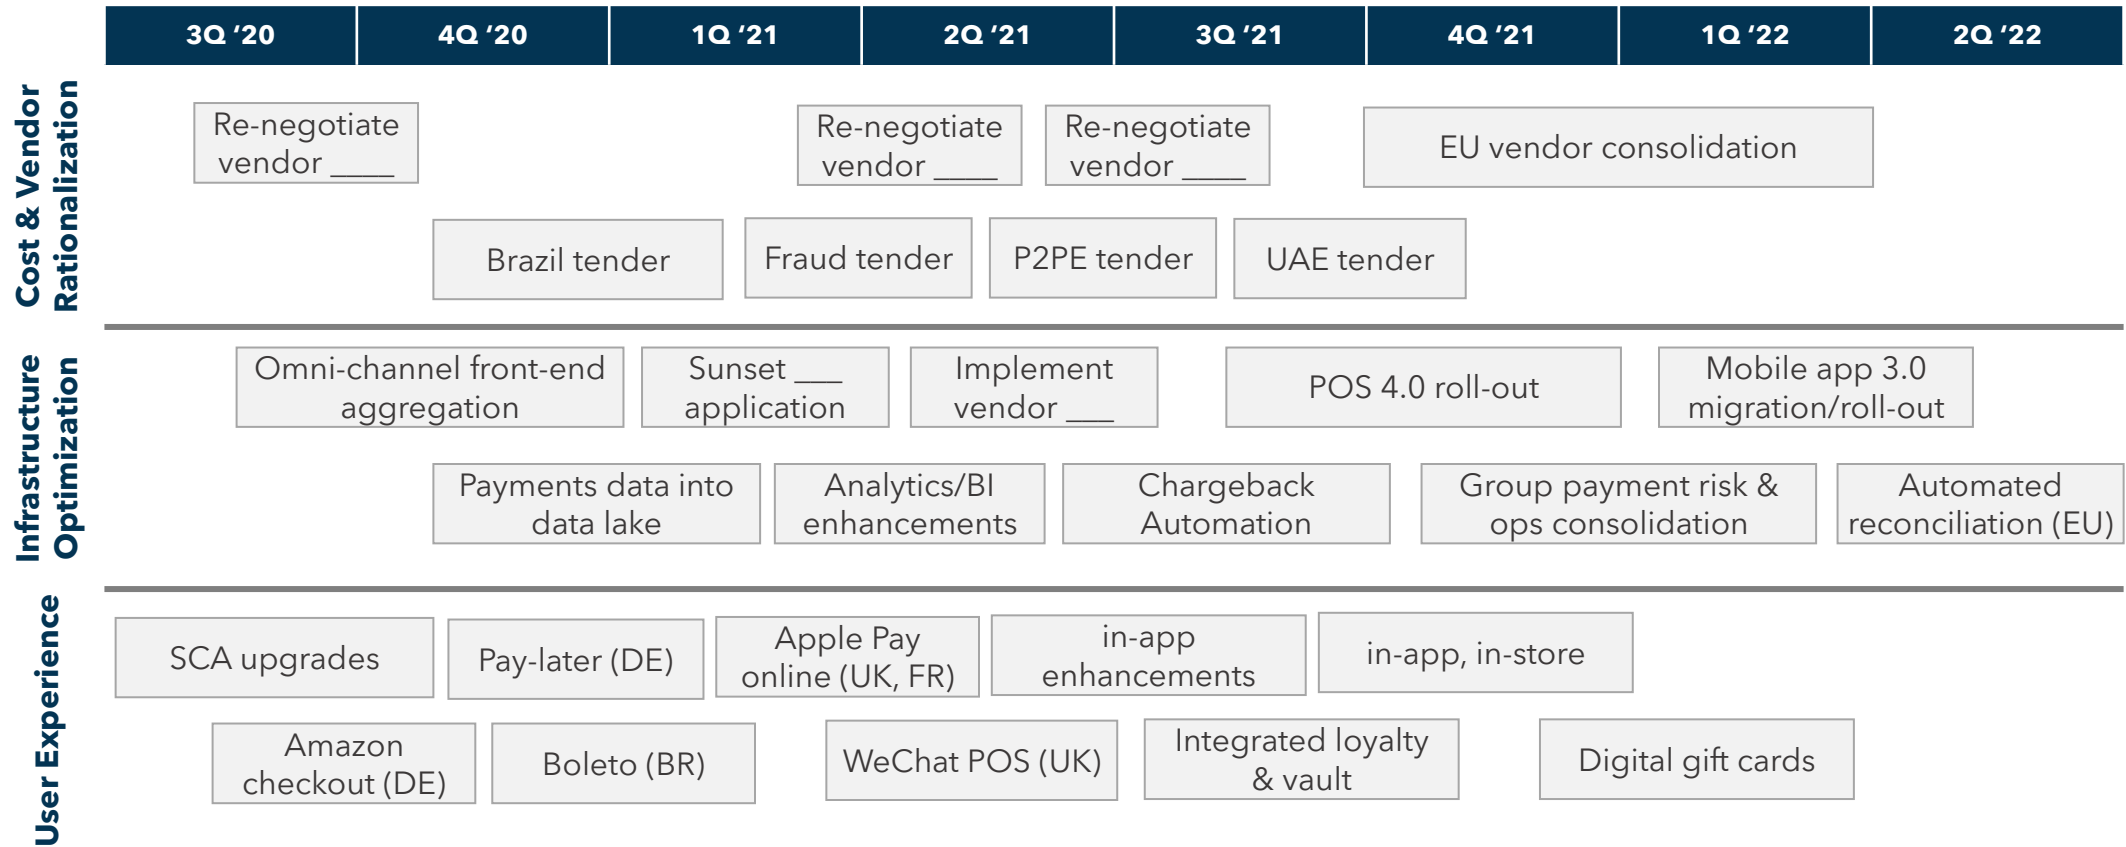 3Q ‘20
4Q ‘20
1Q ‘21
2Q ‘21
3Q ‘21
4Q ‘21
1Q ‘22
2Q ‘22
Cost & Vendor
Rationalization
Re-negotiate
vendor ____
Re-negotiate
vendor ____
Re-negotiate
vendor ____
EU vendor consolidation
Brazil tender
Fraud tender
P2PE tender
UAE tender
Infrastructure
Optimization
Omni-channel front-end
aggregation
Sunset ___
application
Implement
vendor ___
POS 4.0 roll-out
Mobile app 3.0
migration/roll-out
Payments data into
data lake
Analytics/BI
enhancements
Chargeback
Automation
Group payment risk &
ops consolidation
Automated
reconciliation (EU)
User Experience
SCA upgrades
Pay-later (DE)
Apple Pay
online (UK, FR)
in-app
enhancements
in-app, in-store
Amazon
checkout (DE)
Boleto (BR)
WeChat POS (UK)
Integrated loyalty
& vault
Digital gift cards